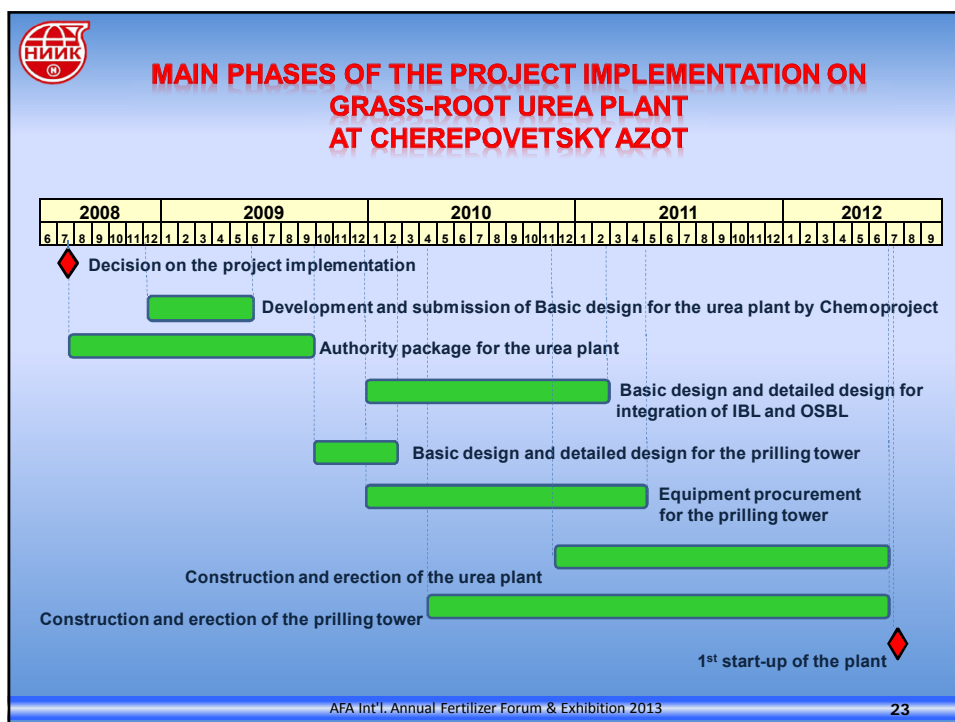 НИИК
MAIN PHASES OF THE PROJECT IMPLEMENTATION ON
GRASS-ROOT UREA PLANT
AT CHEREPOVETSKY AZOT
2008 2009 2010 2011 2012
6 7 8 9 10 11 12 1 2 3 4 5 6 7 8 9 10 11 12 1 2 3 4 5 6 7 8 9 10 11 12 1 2 3 4 5 6 7 8 9 10 11 12 1 2 3 4 5 6 7 8 9
Decision on the project implementation
Development and submission of Basic design for the urea plant by Chemoproject
Authority package for the urea plant
Basic design and detailed design for
integration of IBL and OSBL
Basic design and detailed design for the prilling tower
Equipment procurement
for the prilling tower
Construction and erection of the urea plant
Construction and erection of the prilling tower
1st start-up of the plant
AFA Int'l. Annual Fertilizer Forum & Exhibition 2013
23